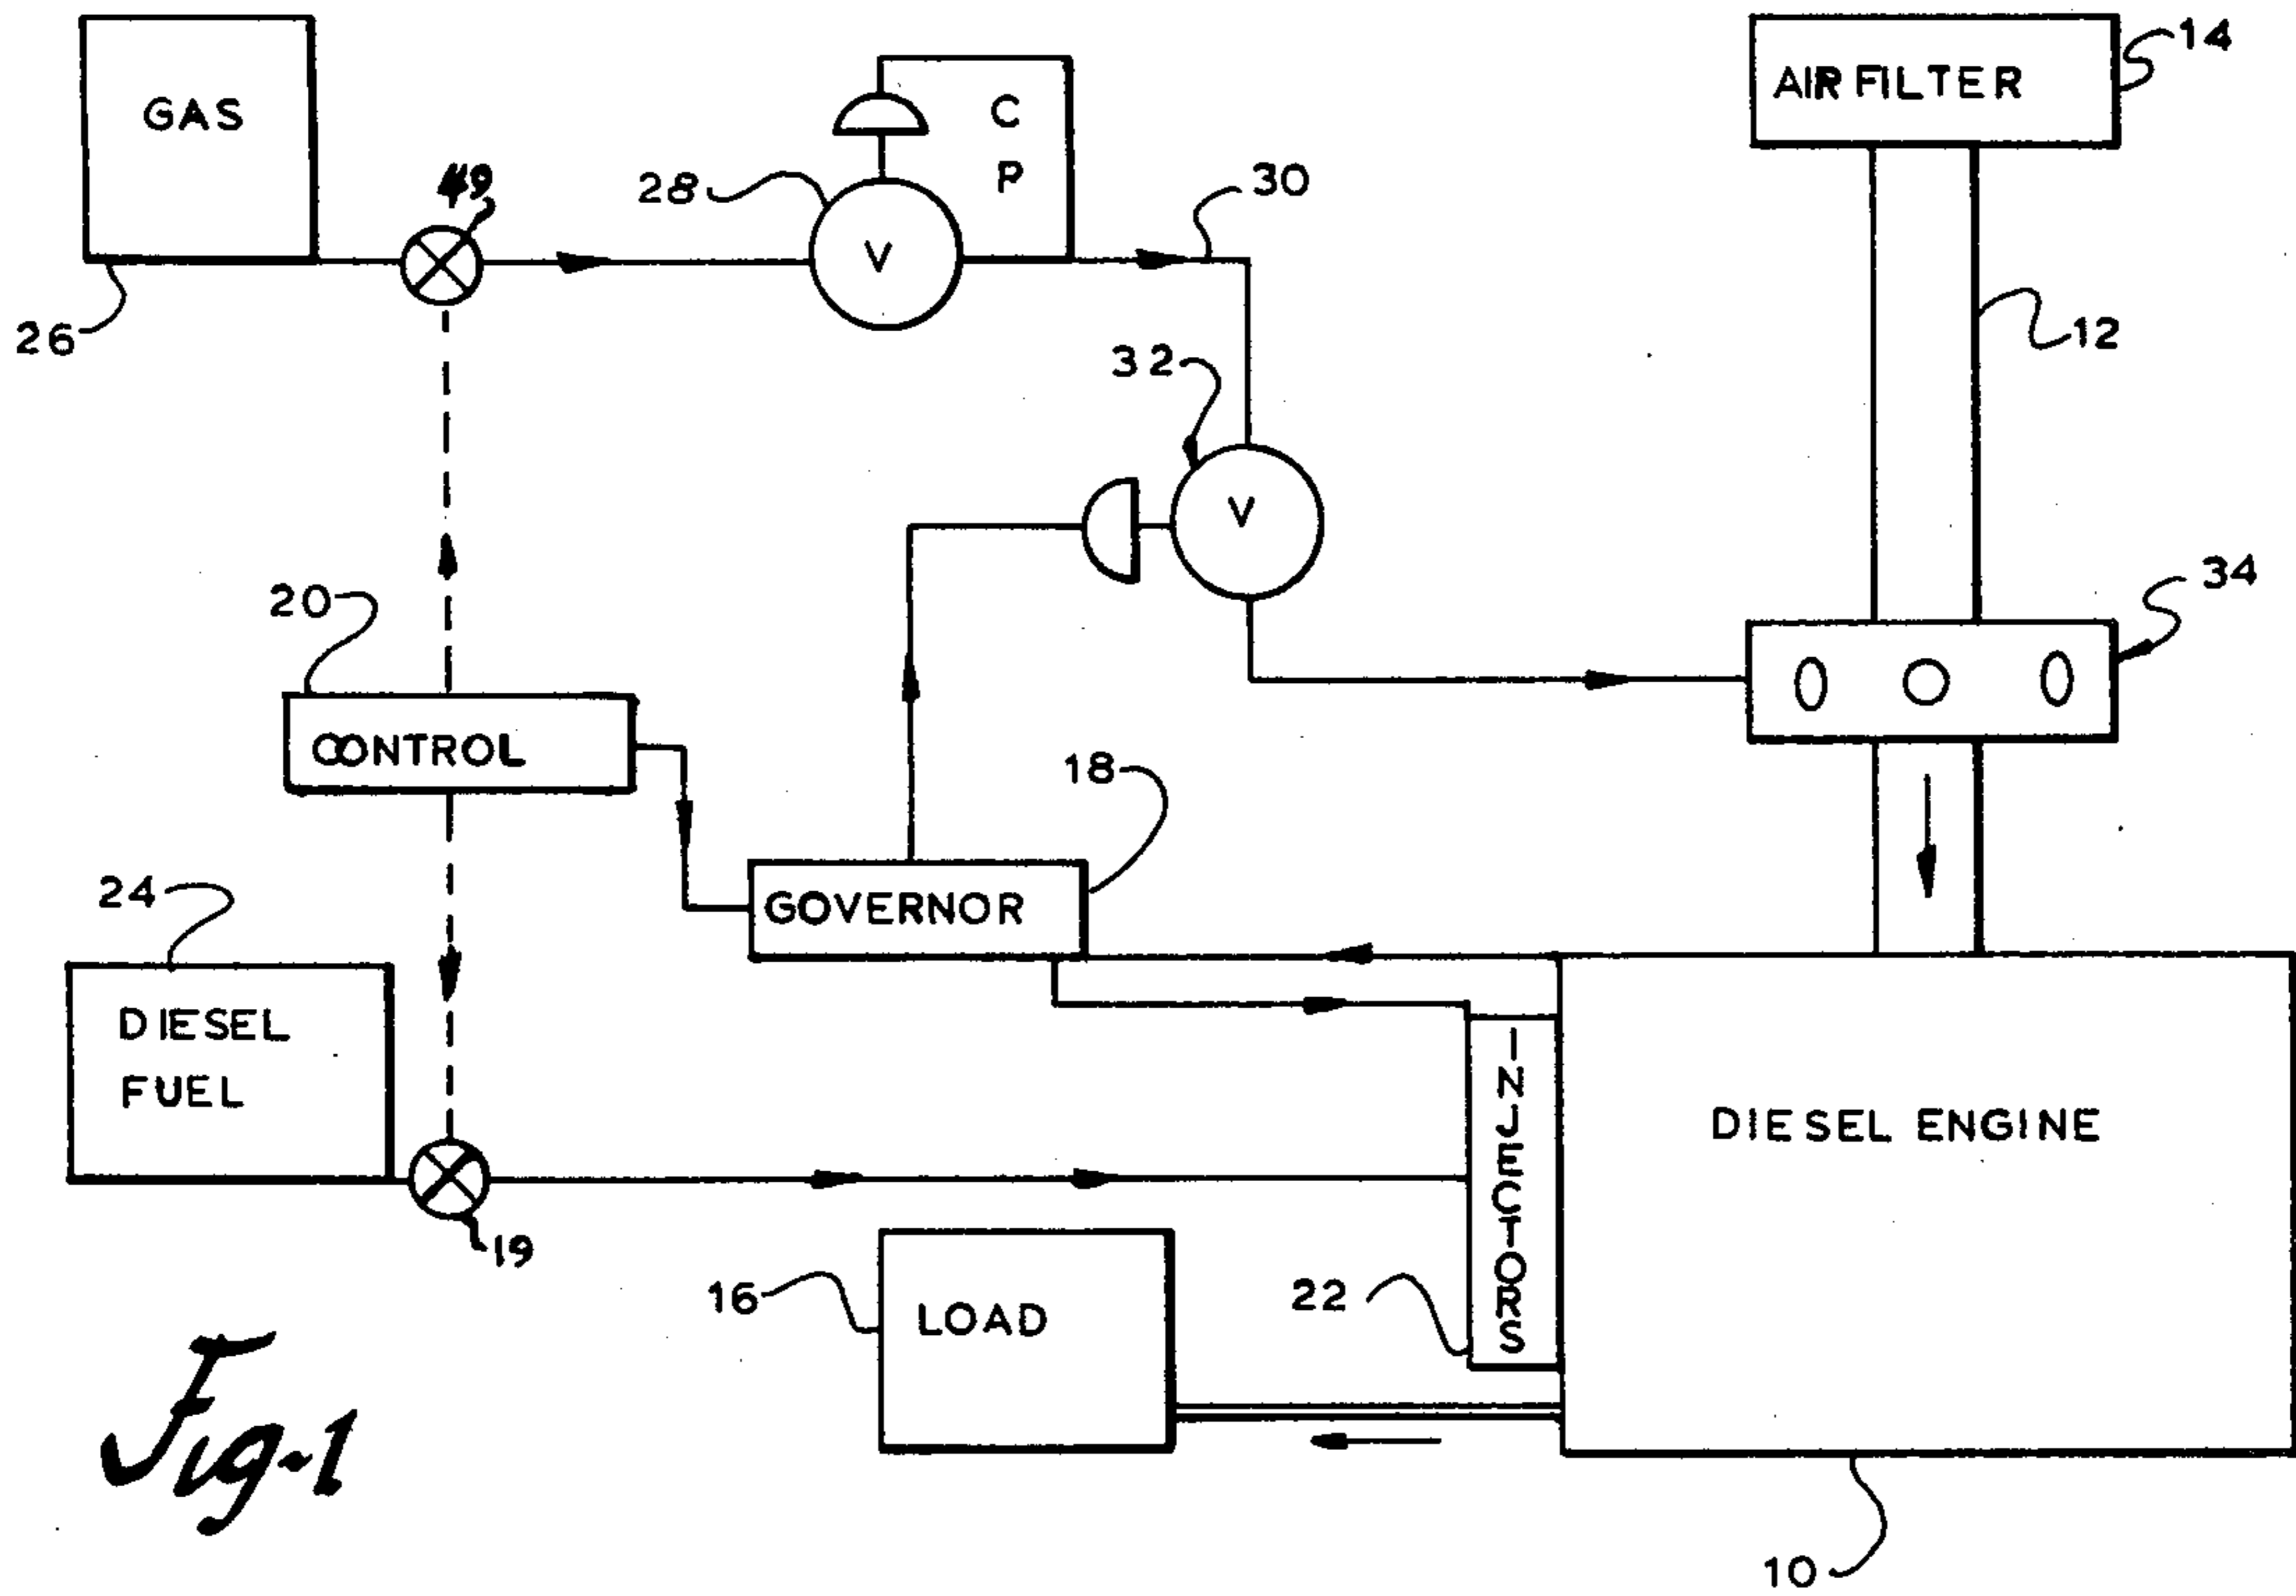 GAS
AIR FILTER
14
49
28
C
P
30
V
26
12
32
V
20
34
CONTROL
18
24
GOVERNOR
DIESEL
FUEL
INJECTORS
DIESEL ENGINE
19
16
LOAD
22
Fig-1
10